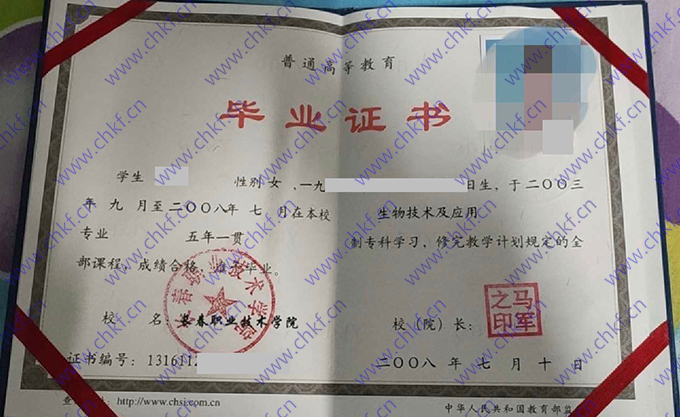 普通高等教育
毕业证书
学生 性别 女 ,一九 日生,于二〇〇三
年 九 月至二〇〇八年 七 月在本校 生物技术及应用
专业 五年一贯 制专科学习,修完教学计划规定的全
部课程,成绩合格,准予毕业。
校 名: 春职业技术学院 校(院)长:
马军之印
证书编号: 1316112
二〇〇八 年 七 月 十 日
http://www.chsi.com.cn 中华人民共和国教育部监
www.chkf.cn